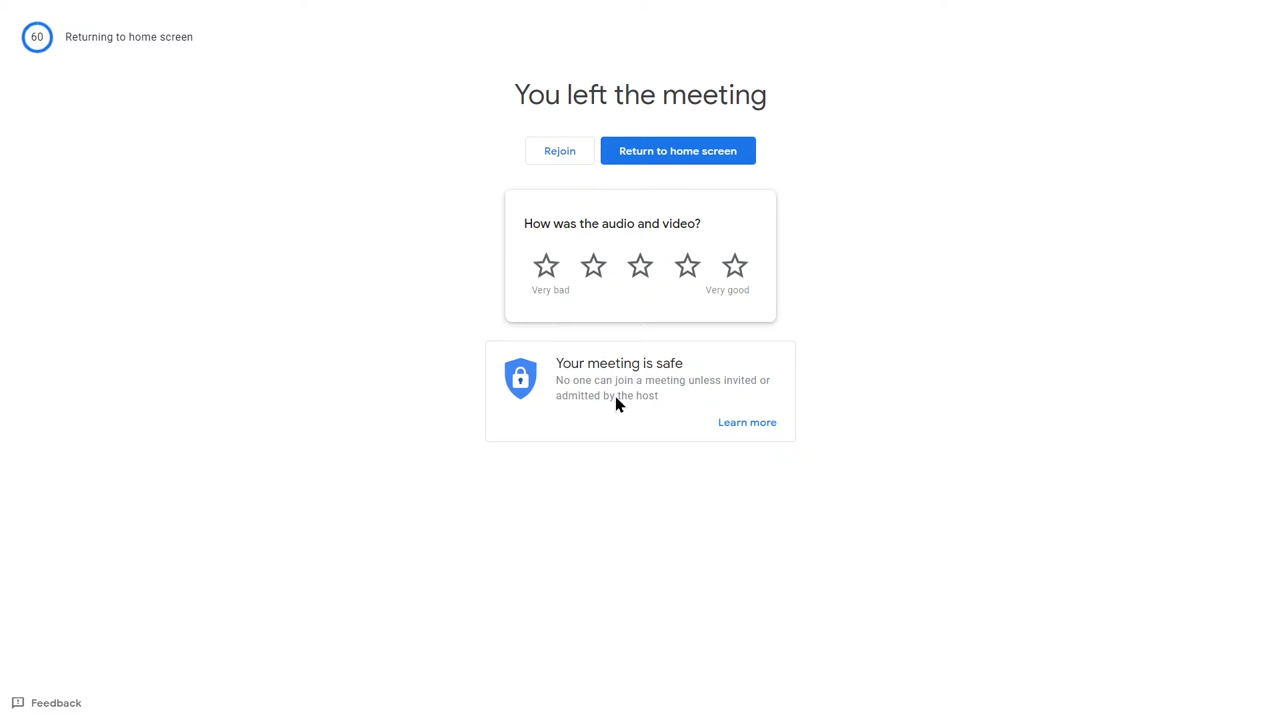 60 Returning to home screen
You left the meeting
Rejoin Return to home screen
How was the audio and video?
Very bad Very good
Your meeting is safe
No one can join a meeting unless invited or
admitted by the host
Learn more
Feedback